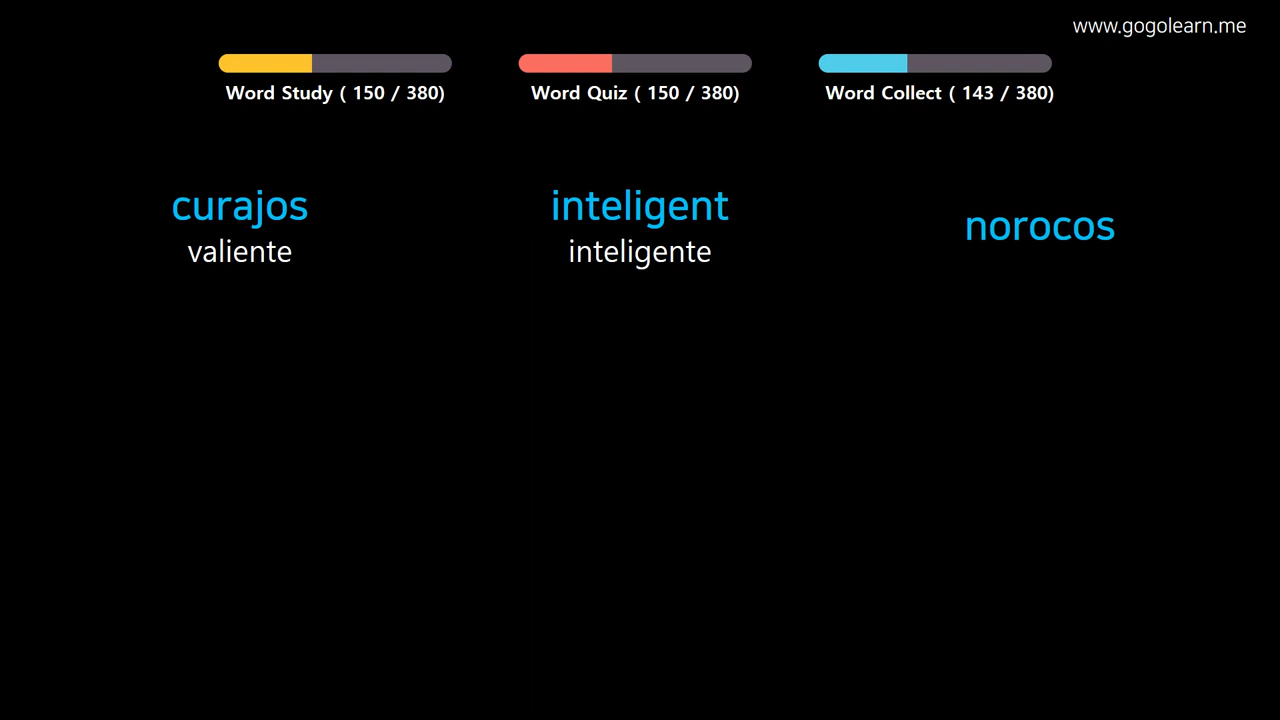 www.gogolearn.me
Word Study ( 150 / 380)
Word Quiz ( 150 / 380)
Word Collect ( 143 / 380)
curajos
valiente
inteligent
inteligente
norocos